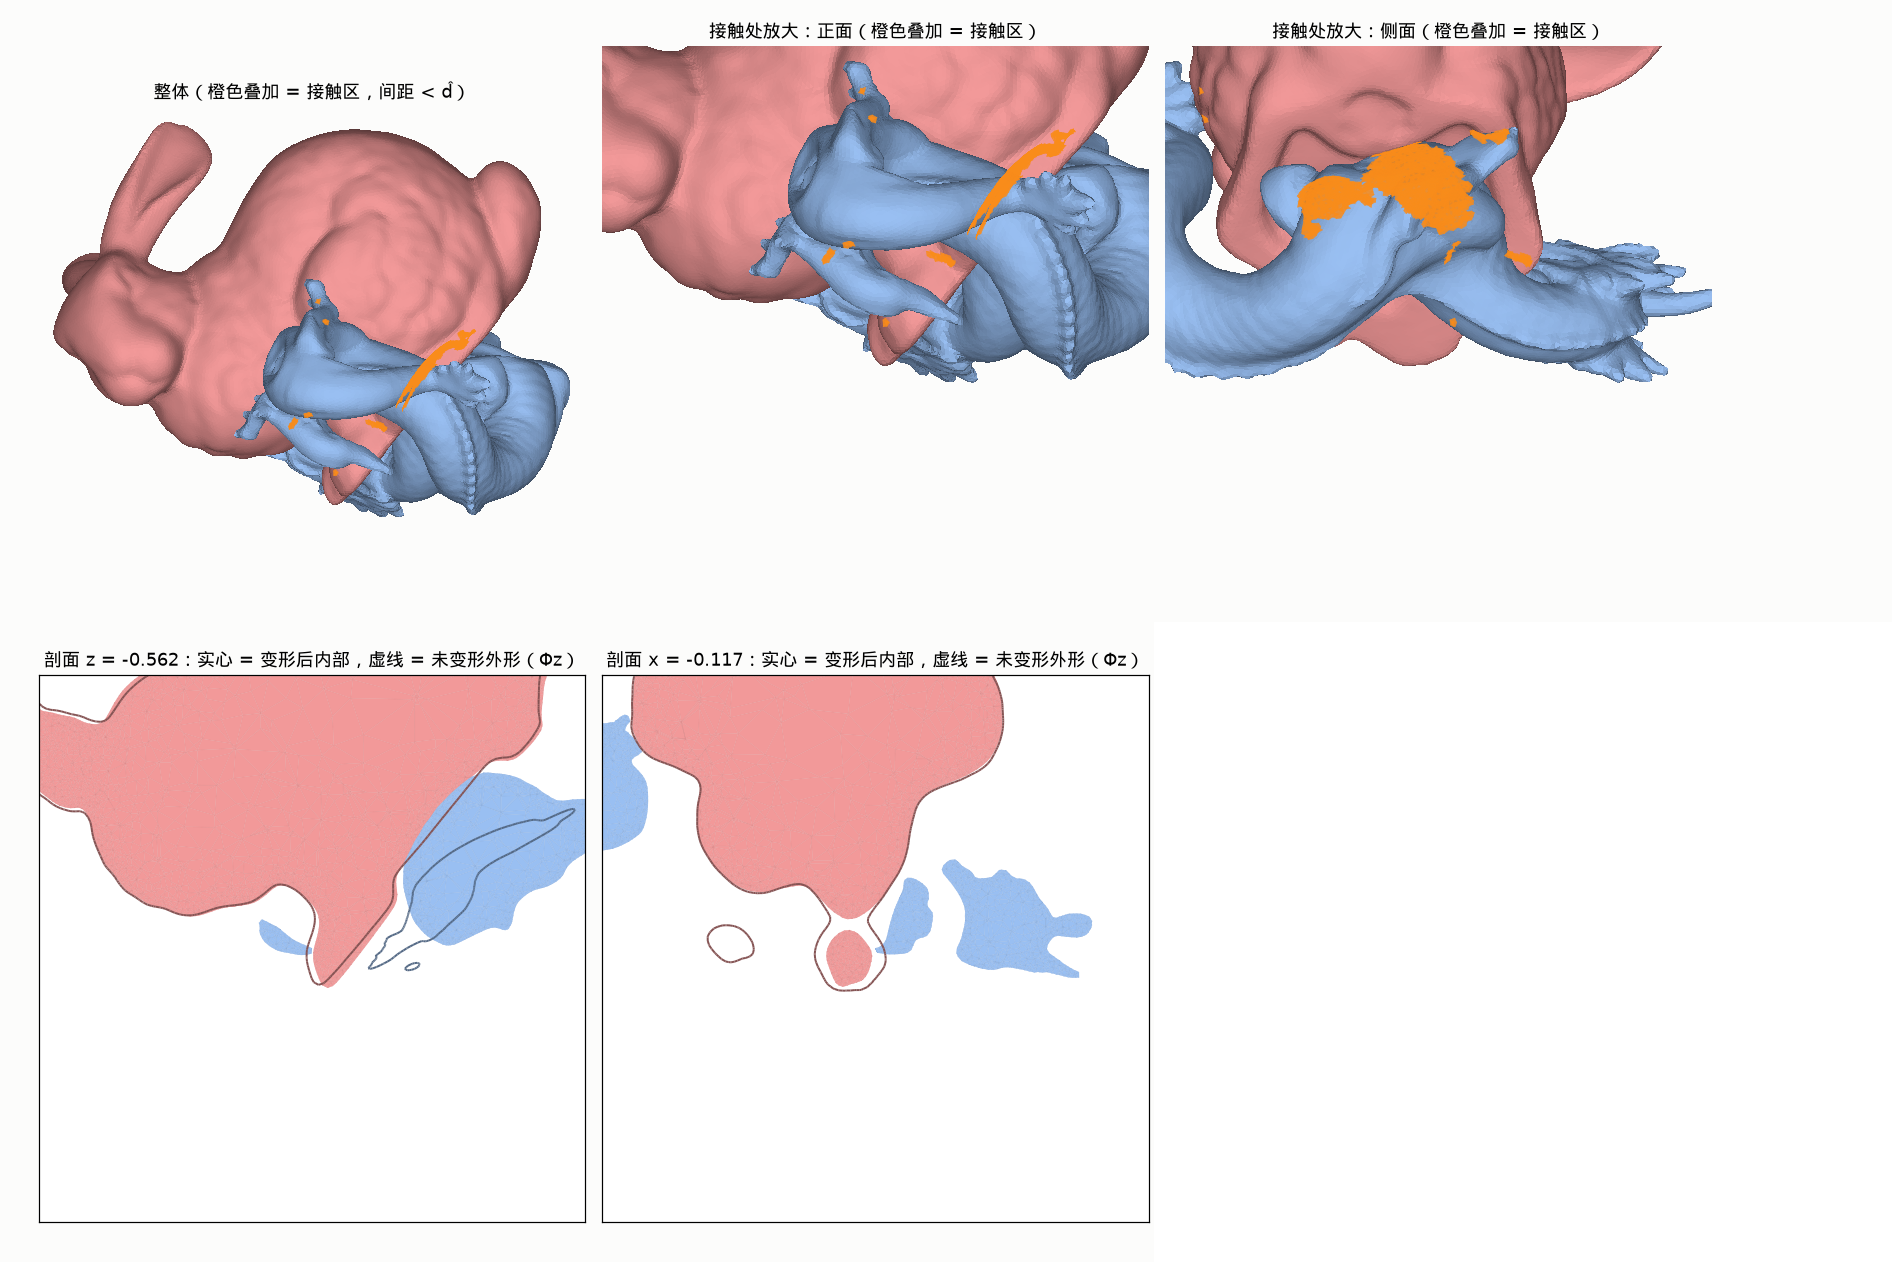 接触处放大：正面（橙色叠加 = 接触区）
接触处放大：侧面（橙色叠加 = 接触区）
整体（橙色叠加 = 接触区，间距 < d̂）
剖面 z = -0.562：实心 = 变形后内部，虚线 = 未变形外形（Φz）
剖面 x = -0.117：实心 = 变形后内部，虚线 = 未变形外形（Φz）